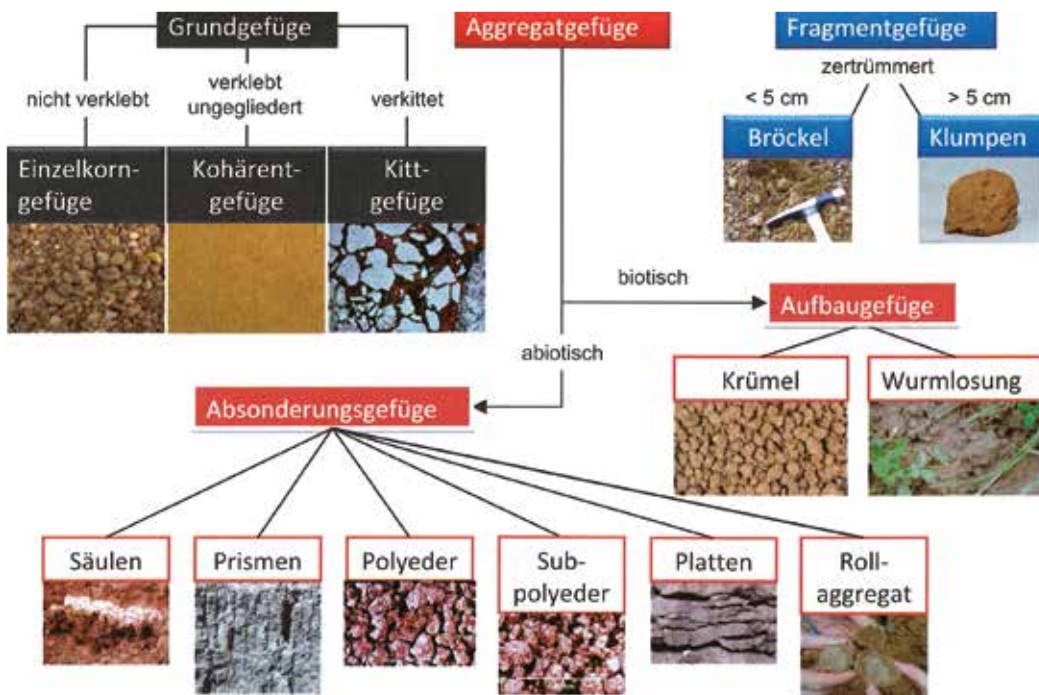 Grundgefüge
nicht verklebt
verklebt
ungegliedert
verkittet
Einzelkorn-
gefüge
Kohärent-
gefüge
Kitt-
gefüge
Aggregatgefüge
biotisch
abiotisch
Fragmentgefüge
zertrümmert
< 5 cm
> 5 cm
Bröckel
Klumpen
Aufbaugefüge
Krümel
Wurmlosung
Absonderungsgefüge
Säulen
Prismen
Polyeder
Sub-
polyeder
Platten
Roll-
aggregat